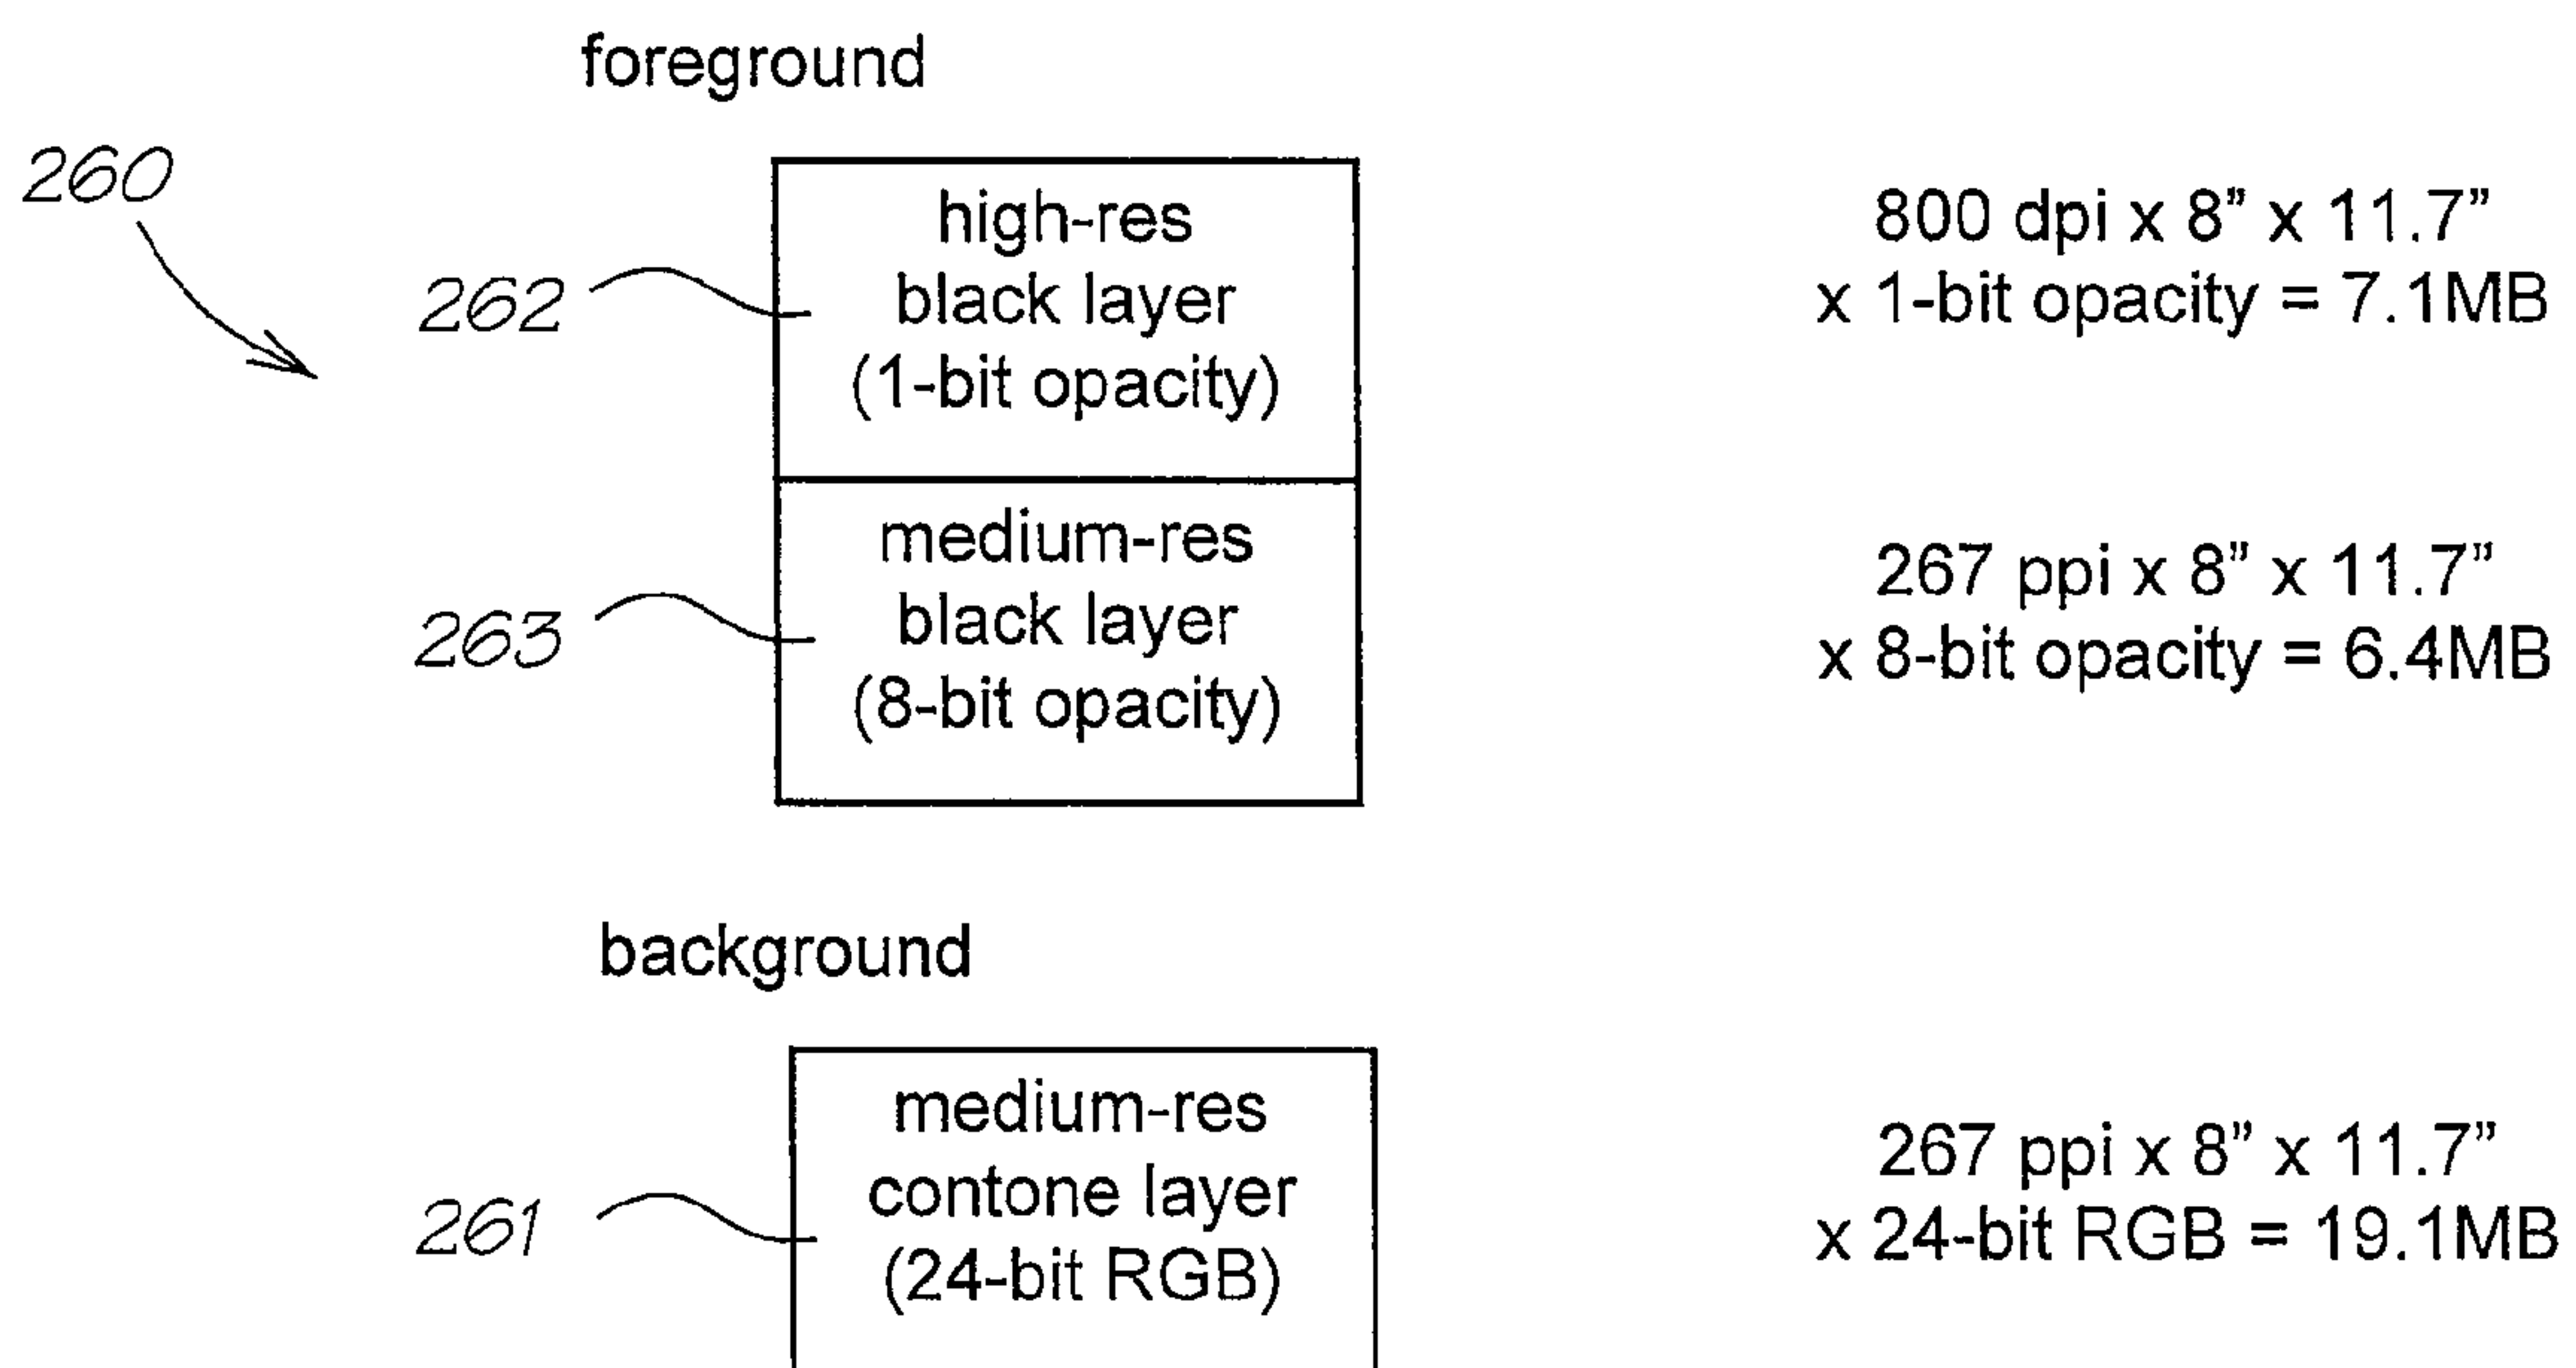 foreground
260
262
high-res
black layer
(1-bit opacity)
800 dpi x 8” x 11.7”
x 1-bit opacity = 7.1MB
263
medium-res
black layer
(8-bit opacity)
267 ppi x 8” x 11.7”
x 8-bit opacity = 6.4MB
background
261
medium-res
contone layer
(24-bit RGB)
267 ppi x 8” x 11.7”
x 24-bit RGB = 19.1MB